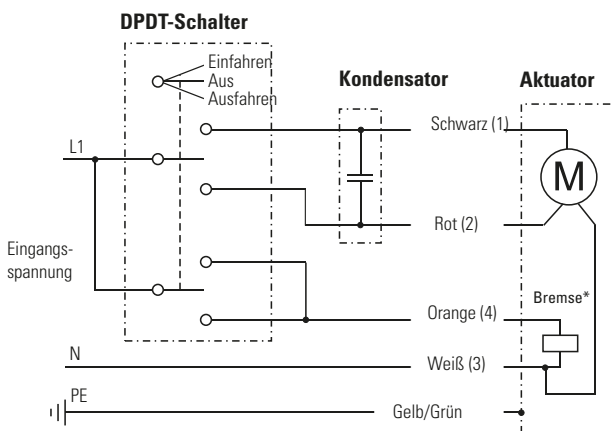 DPDT-Schalter
Einfahren
Aus
Ausfahren
Kondensator
Aktuator
Schwarz (1)
L1
M
Rot (2)
Eingangs-
spannung
Bremse*
Orange (4)
N
Weiß (3)
PE
Gelb/Grün